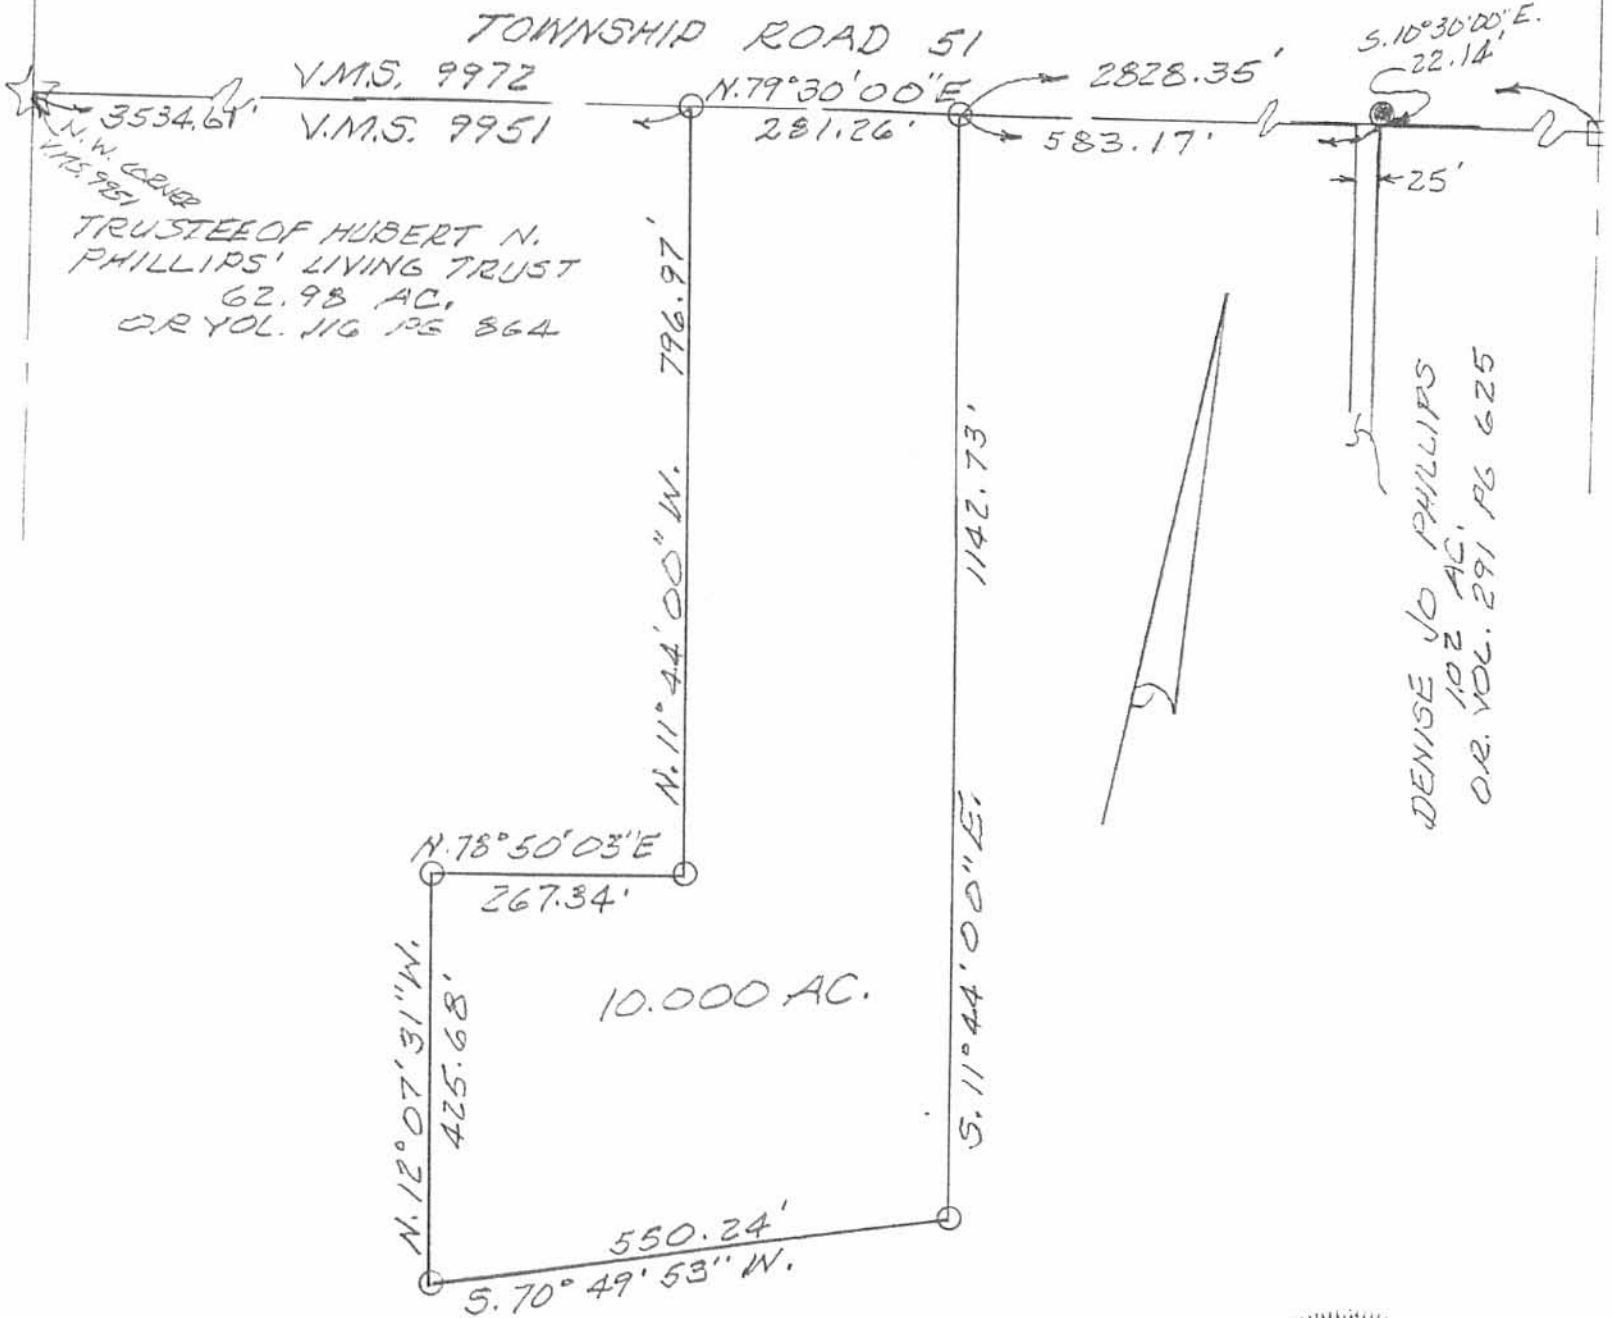 TOWNSHIP ROAD 51
S.10°30'00"E.
22.14'
V.M.S. 9972
N.79°30'00"E
2828.35'
3534.61'
V.M.S. 9951
281.26'
583.17'
25'
N.W. CORNER
V.M.S. 9951
TRUSTEE OF HUBERT N.
PHILLIPS' LIVING TRUST
62.98 AC.
OR VOL. 116 PG 864
N.11°44'00"W. 796.97'
S.11°44'00"E. 1142.73'
DENISE JO PHILLIPS
1.02 AC.
O.R. VOL. 291 PG 625
N.78°50'03"E
267.34'
N.12°07'31"W.
425.68'
10.000 AC.
550.24'
S.70°49'53"W.